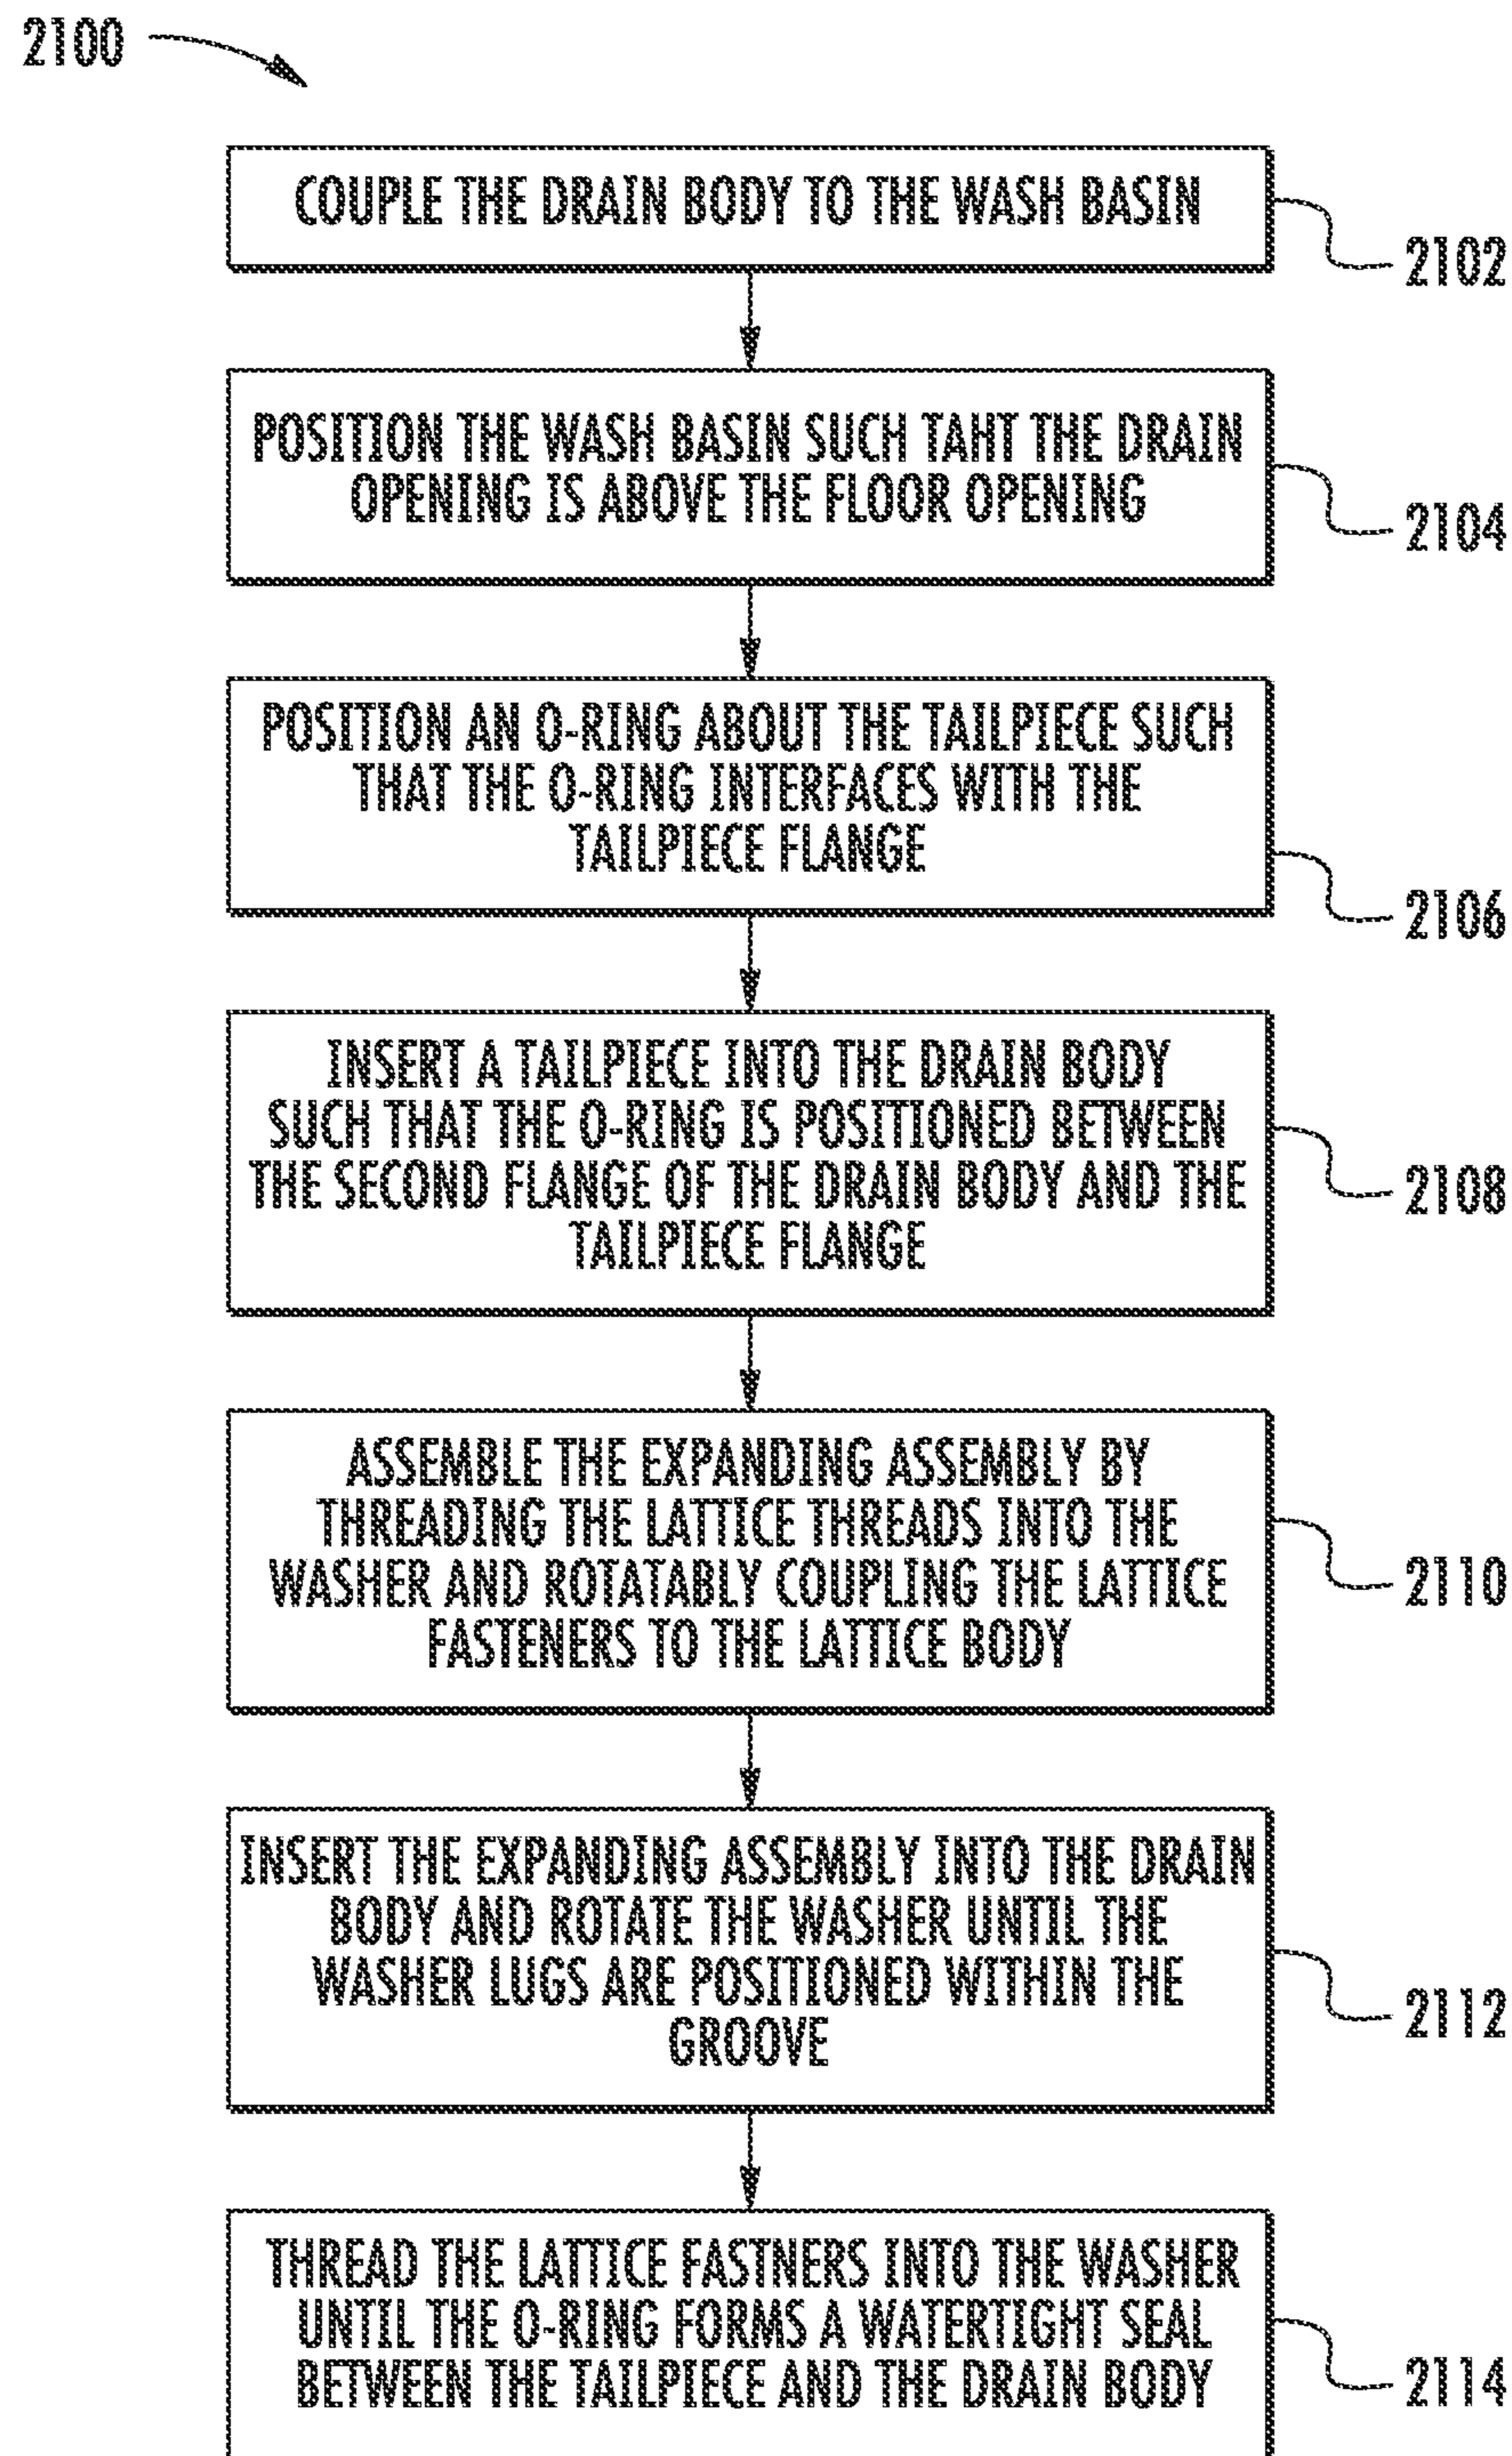 2100
COUPLE THE DRAIN BODY TO THE WASH BASIN
2102
POSITION THE WASH BASIN SUCH TAHT THE DRAIN
OPENING IS ABOVE THE FLOOR OPENING
2104
POSITION AN O-RING ABOUT THE TAILPIECE SUCH
THAT THE O-RING INTERFACES WITH THE
TAILPIECE FLANGE
2106
INSERT A TAILPIECE INTO THE DRAIN BODY
SUCH THAT THE O-RING IS POSITIONED BETWEEN
THE SECOND FLANGE OF THE DRAIN BODY AND THE
TAILPIECE FLANGE
2108
ASSEMBLE THE EXPANDING ASSEMBLY BY
THREADING THE LATTICE THREADS INTO THE
WASHER AND ROTATABLY COUPLING THE LATTICE
FASTENERS TO THE LATTICE BODY
2110
INSERT THE EXPANDING ASSEMBLY INTO THE DRAIN
BODY AND ROTATE THE WASHER UNTIL THE
WASHER LUGS ARE POSITIONED WITHIN THE
GROOVE
2112
THREAD THE LATTICE FASTNERS INTO THE WASHER
UNTIL THE O-RING FORMS A WATERTIGHT SEAL
BETWEEN THE TAILPIECE AND THE DRAIN BODY
2114